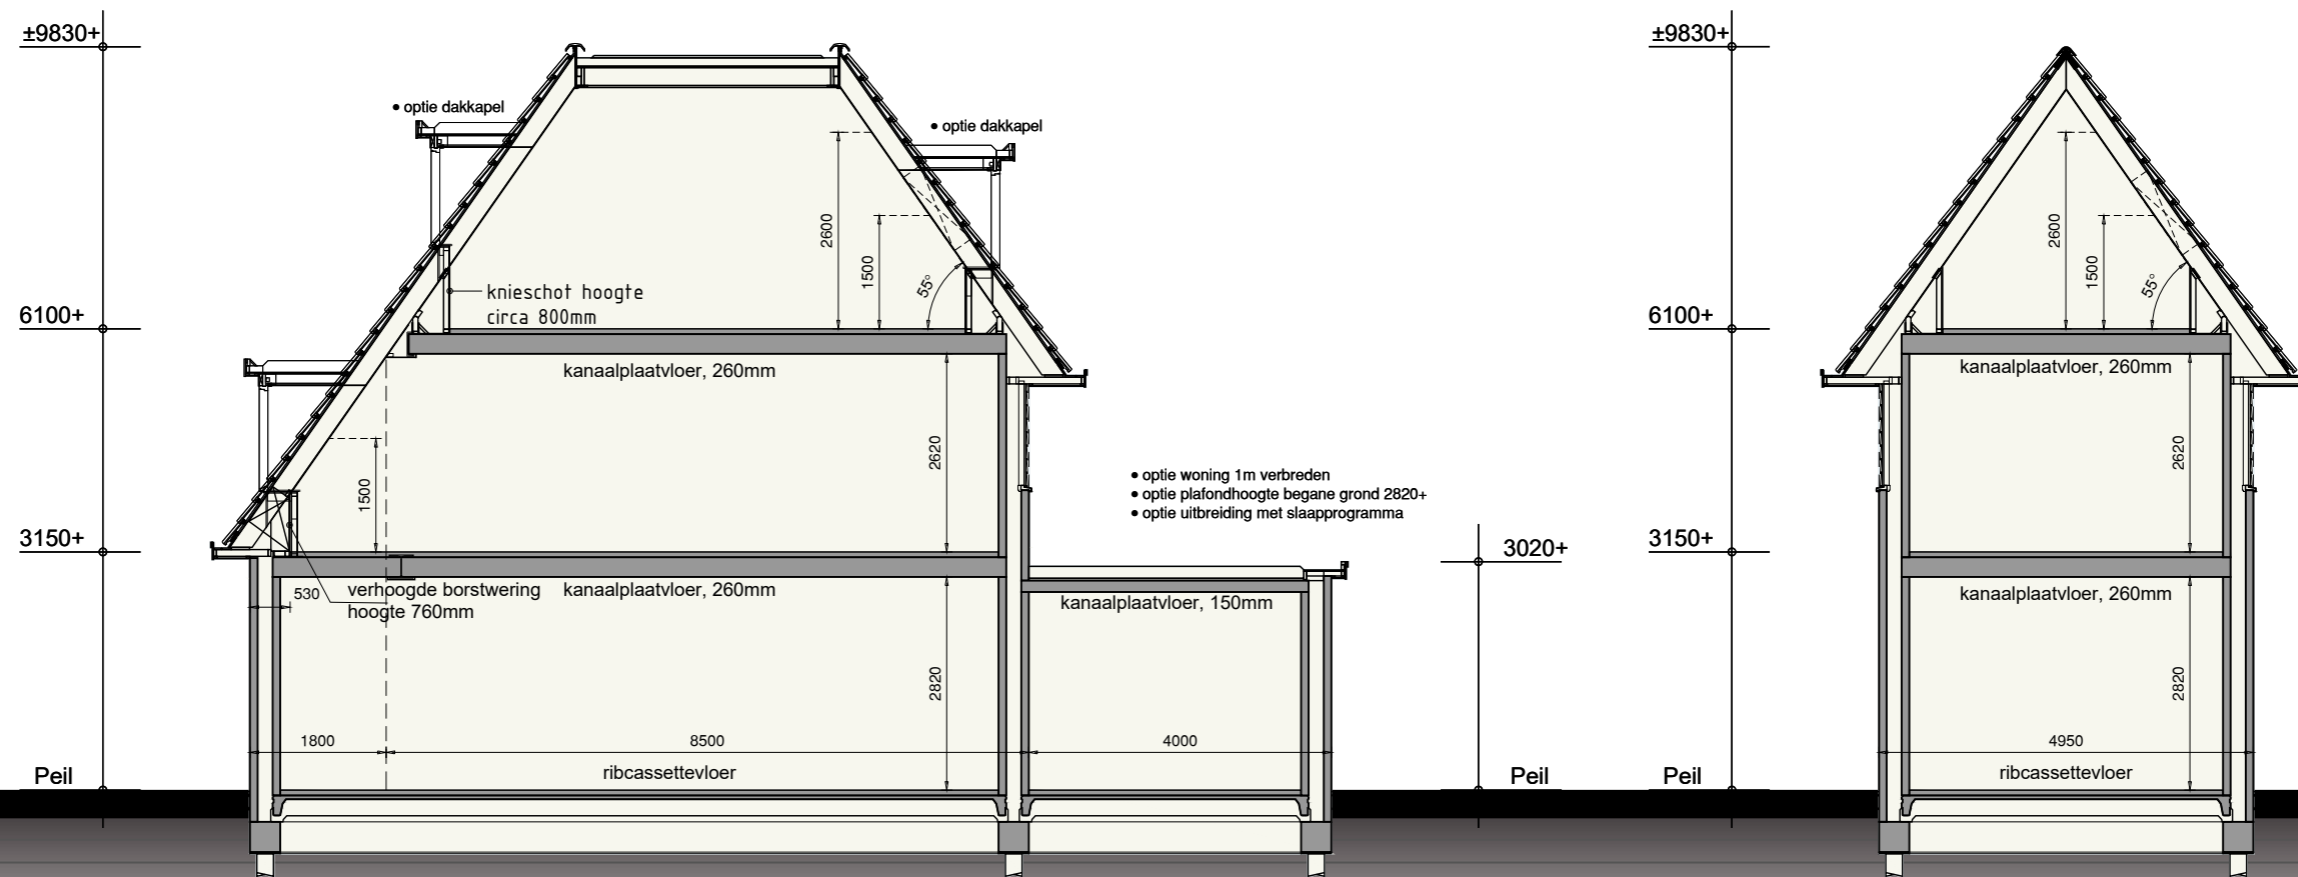 ±9830+
±9830+
• optie dakkapel
• optie dakkapel
2600
1500
55°
2600
1500
55°
knieschot hoogte
circa 800mm
6100+
6100+
kanaalplaatvloer, 260mm
kanaalplaatvloer, 260mm
1500
2620
2620
• optie woning 1m verbreden
• optie plafondhoogte begane grond 2820+
• optie uitbreiding met slaapprogramma
3150+
3020+
3150+
530
verhoogde borstwering
hoogte 760mm
kanaalplaatvloer, 260mm
kanaalplaatvloer, 150mm
kanaalplaatvloer, 260mm
2820
2820
1800
8500
4000
4950
Peil
ribcassettevloer
Peil
Peil
ribcassettevloer